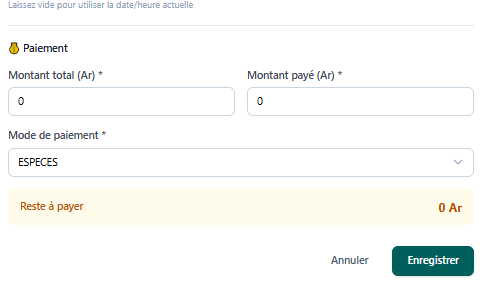 Laissez vide pour utiliser la date/heure actuelle
Paiement
Montant total (Ar) *
Montant payé (Ar) *
0
0
Mode de paiement *
ESPECES
Reste à payer
0 Ar
Annuler
Enregistrer